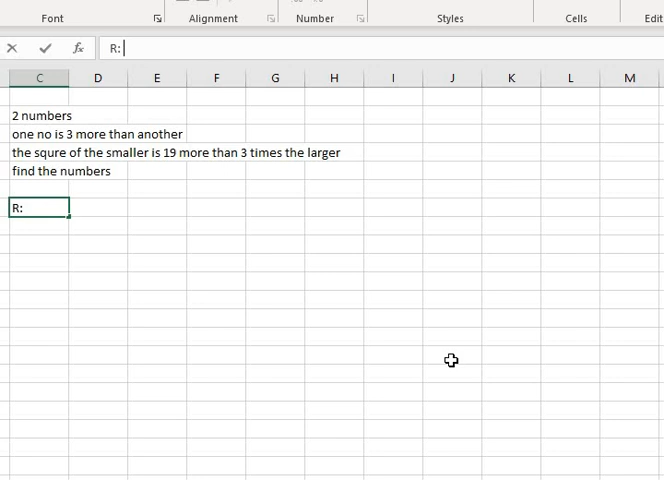 Font Alignment Number Styles Cells Edit
fx R:
C D E F G H I J K L M
2 numbers
one no is 3 more than another
the squre of the smaller is 19 more than 3 times the larger
find the numbers
R: